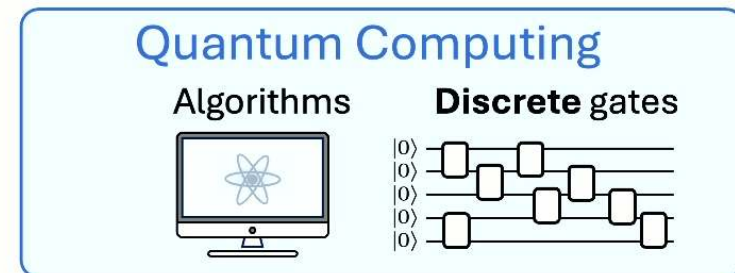 Quantum Computing
Algorithms
Discrete gates
|0⟩
|0⟩
|0⟩
|0⟩
|0⟩